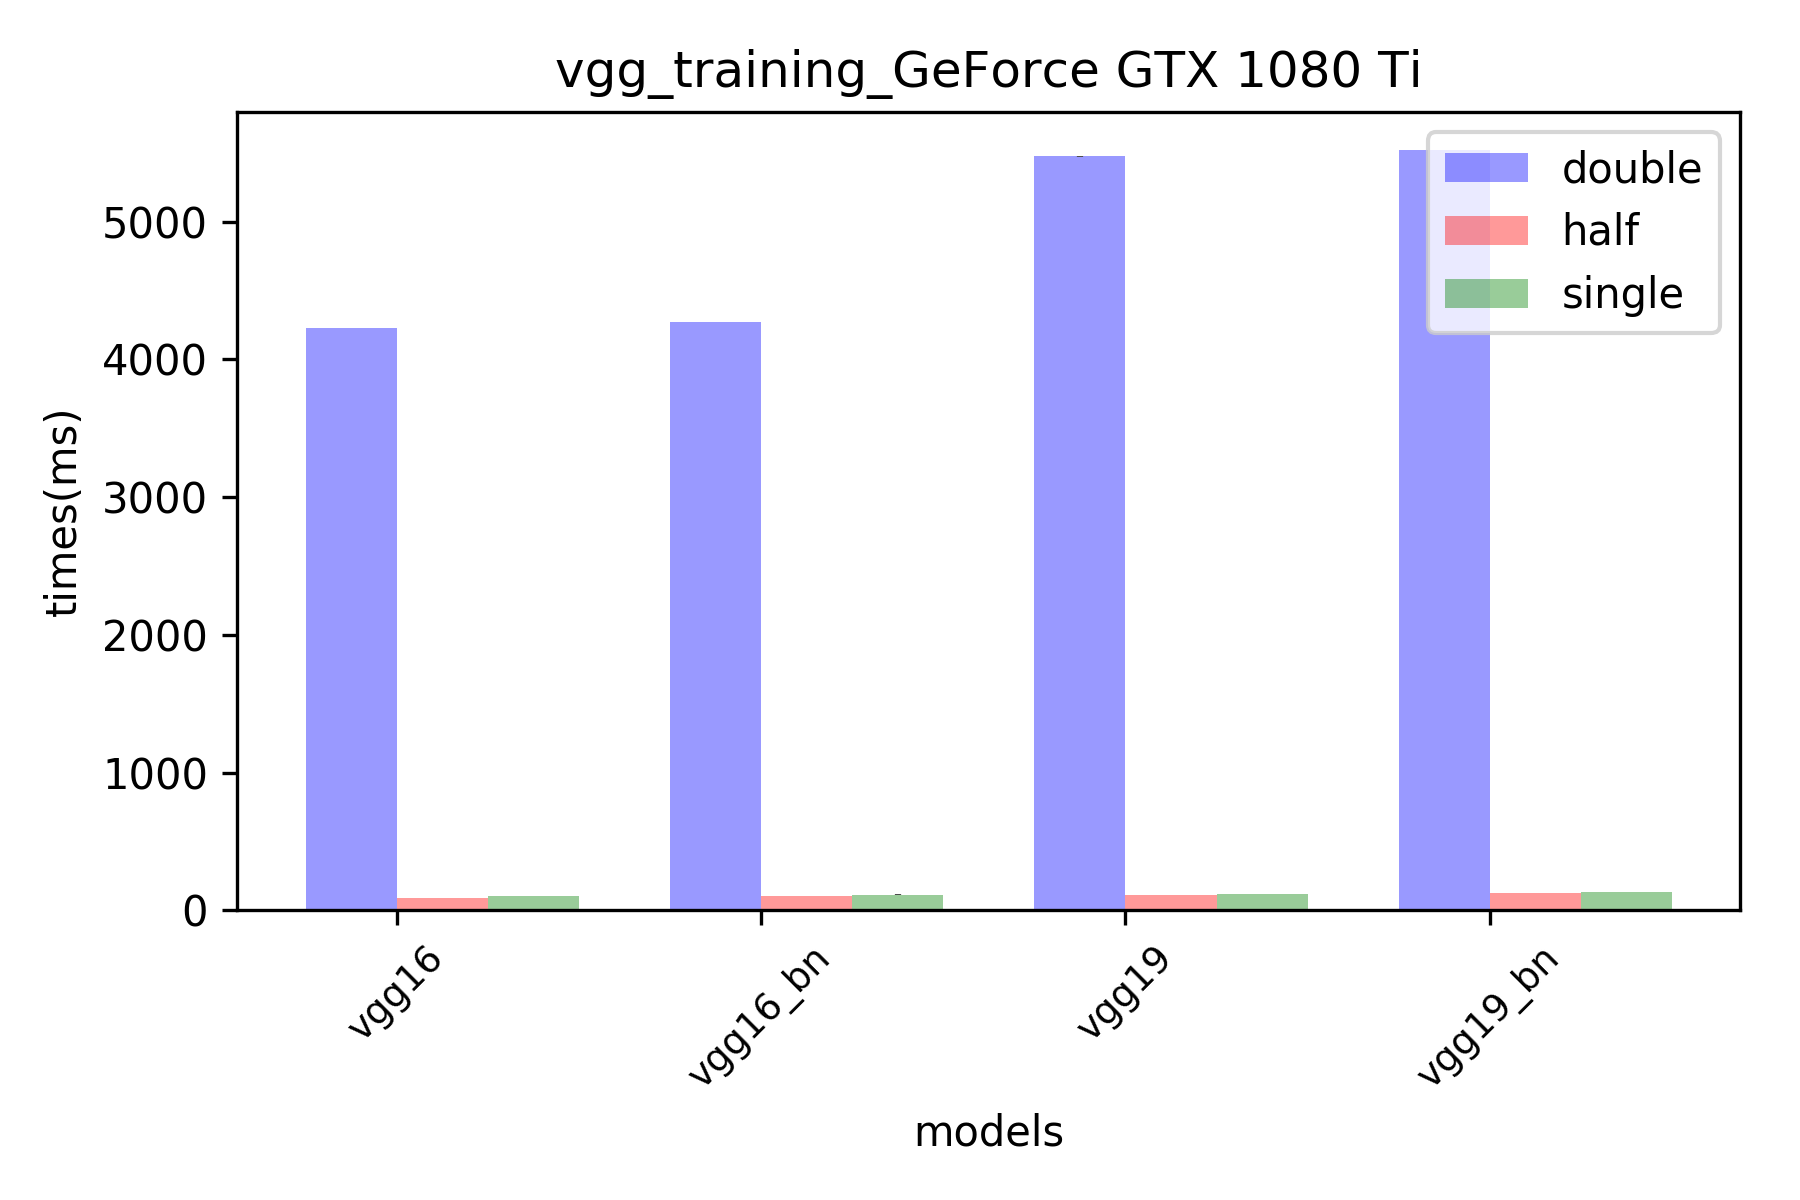 vgg_training_GeForce GTX 1080 Ti
double
half
single
times(ms)
5000
4000
3000
2000
1000
0
vgg16
vgg16_bn
vgg19
vgg19_bn
models